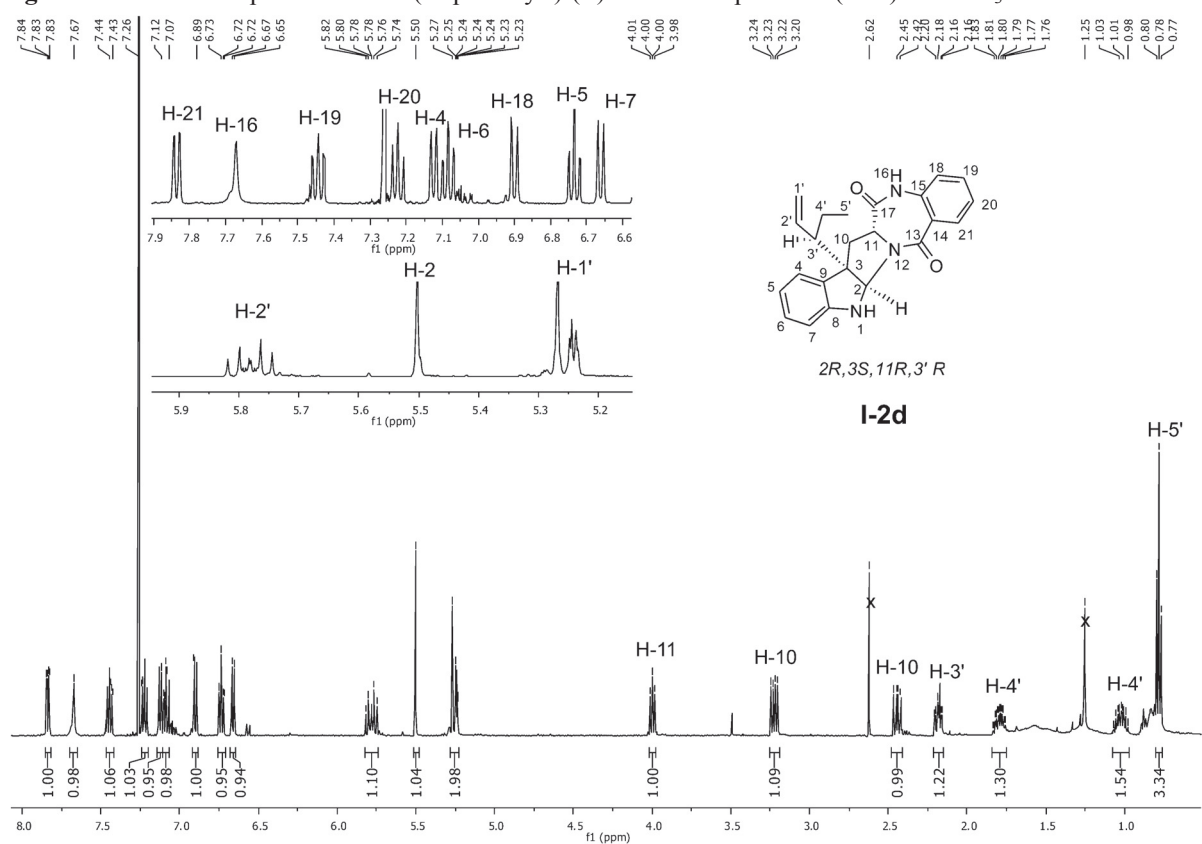 7.84 7.83 7.83 7.67 7.44 7.43 7.26 7.12 7.07 6.89 6.73 6.72 6.72 6.67 6.65 5.82 5.80 5.78 5.78 5.76 5.74 5.50 5.27 5.25 5.24 5.24 5.24 5.23 5.23 4.01 4.00 4.00 3.98 3.24 3.23 3.22 3.20 2.62 2.45 2.42 2.20 2.18 2.16 2.16 1.83 1.81 1.80 1.79 1.77 1.76 1.25 1.03 1.01 0.98 0.80 0.78 0.77
H-21 H-16 H-19 H-20 H-4 H-6 H-18 H-5 H-7
7.9 7.8 7.7 7.6 7.5 7.4 7.3 7.2 7.1 7.0 6.9 6.8 6.7 6.6
f1 (ppm)
H-2' H-2 H-1'
5.9 5.8 5.7 5.6 5.5 5.4 5.3 5.2
f1 (ppm)
H
16 N 18 19
1' O 15
4' 5' 17 20
2' 10 11 13 14 21
H' 3' N 12
4 9 3 O
5 2
6 8 NH H
7 1
2R,3S,11R,3' R
I-2d
H-11 H-10 x H-10 H-3' H-4' x H-4' H-5'
1.00 0.98 1.06 1.03 0.95 0.98 1.00 0.95 0.94 1.10 1.04 1.98 1.00 1.09 0.99 1.22 1.30 1.54 3.34
8.0 7.5 7.0 6.5 6.0 5.5 5.0 4.5 4.0 3.5 3.0 2.5 2.0 1.5 1.0
f1 (ppm)